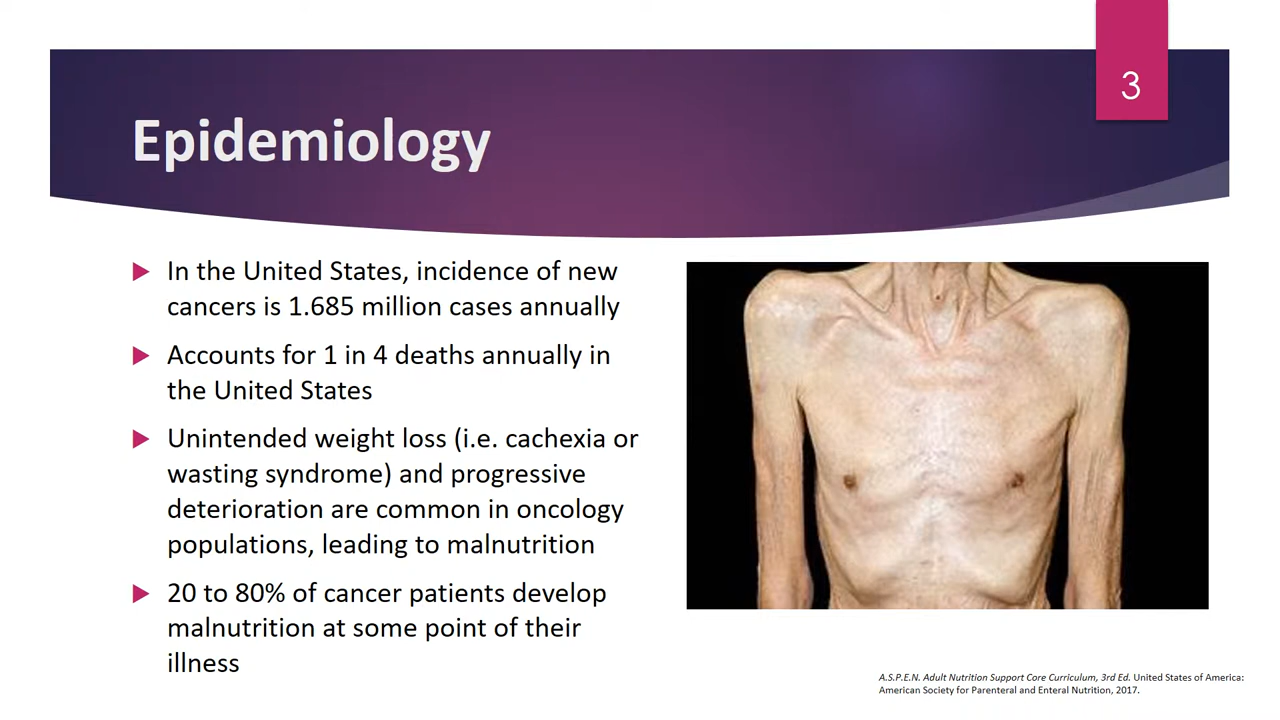 3
Epidemiology
In the United States, incidence of new
cancers is 1.685 million cases annually
Accounts for 1 in 4 deaths annually in
the United States
Unintended weight loss (i.e. cachexia or
wasting syndrome) and progressive
deterioration are common in oncology
populations, leading to malnutrition
20 to 80% of cancer patients develop
malnutrition at some point of their
illness
A.S.P.E.N. Adult Nutrition Support Core Curriculum, 3rd Ed. United States of America:
American Society for Parenteral and Enteral Nutrition, 2017.